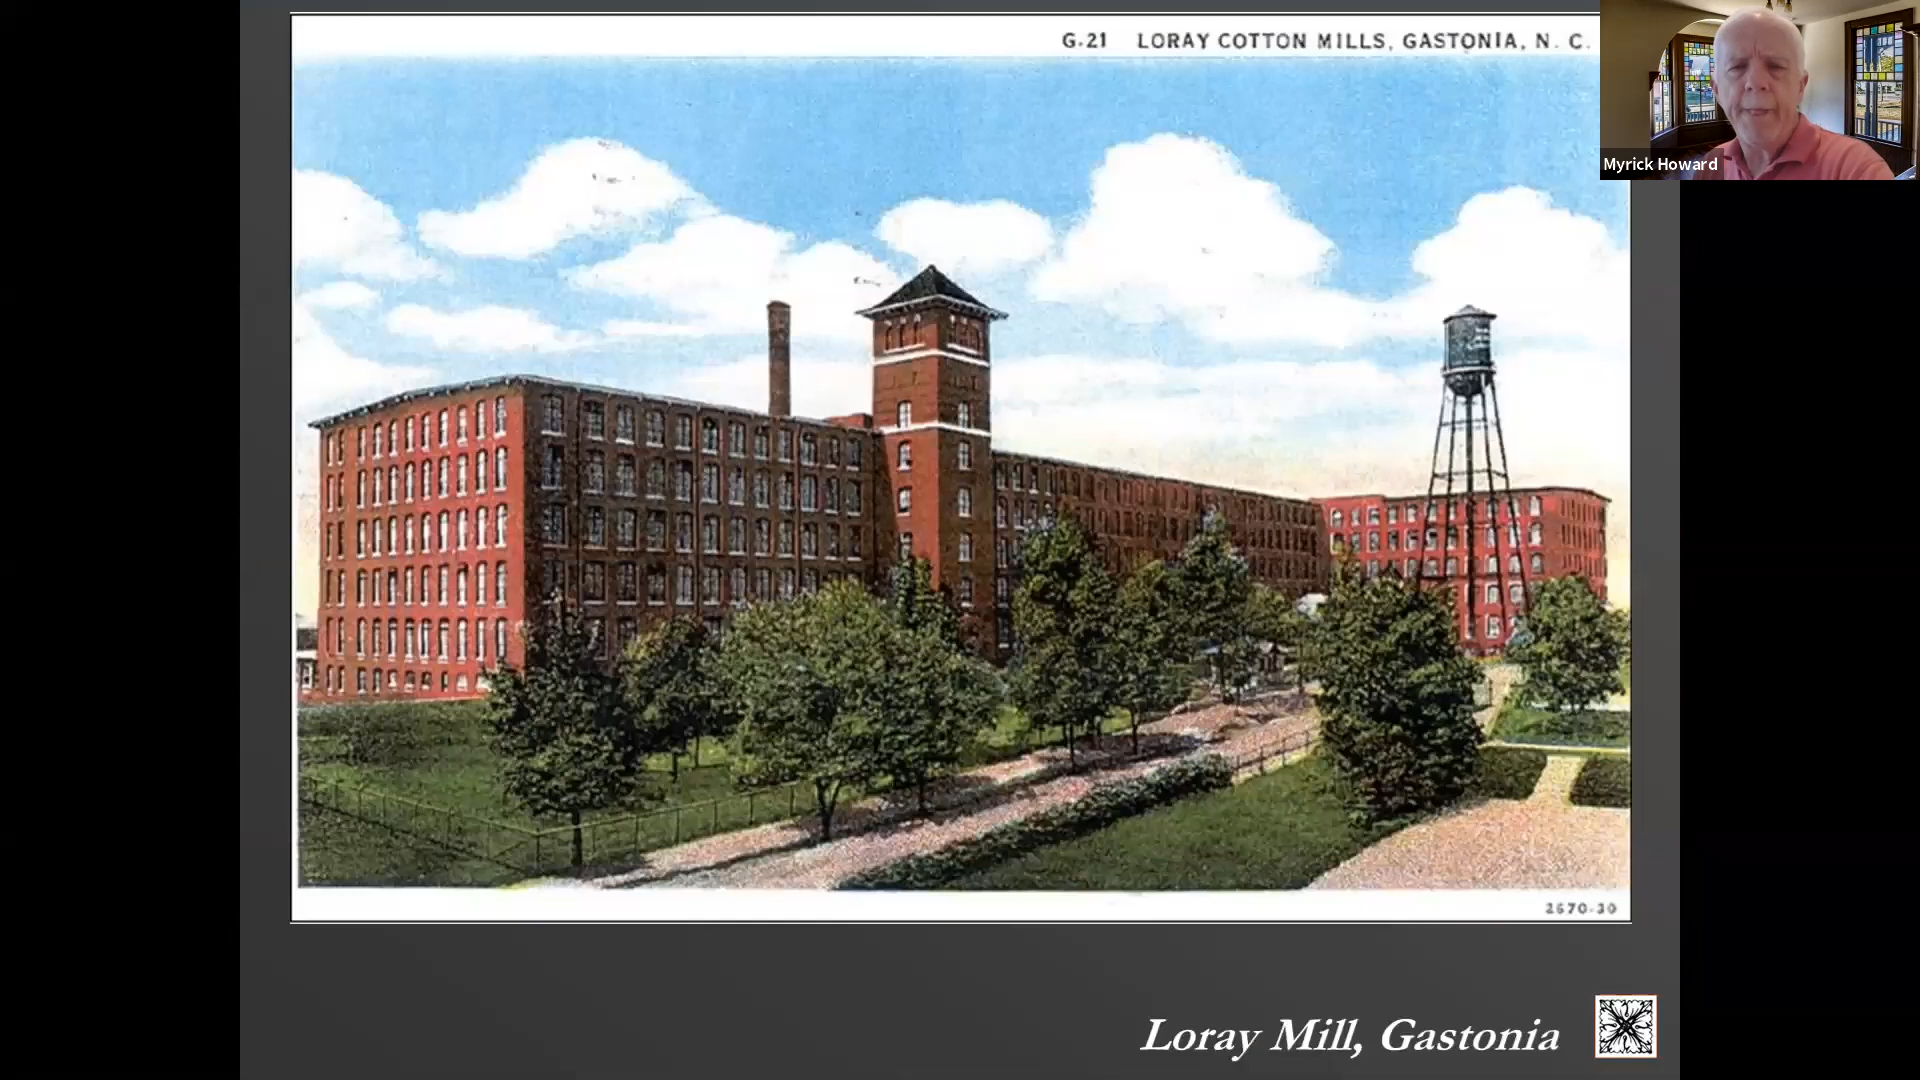 G-21 LORAY COTTON MILLS, GASTONIA, N. C.
Myrick Howard
2670-30
Loray Mill, Gastonia